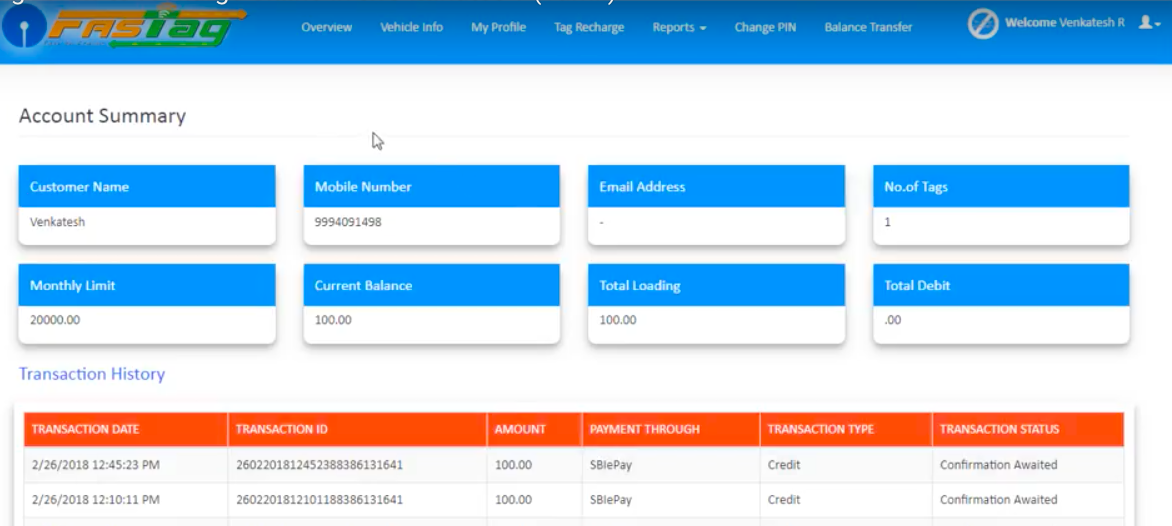 FASTag
Overview Vehicle Info My Profile Tag Recharge Reports Change PIN Balance Transfer Welcome Venkatesh R
Account Summary
Customer Name Mobile Number Email Address No.of Tags
Venkatesh 9994091498 - 1
Monthly Limit Current Balance Total Loading Total Debit
20000.00 100.00 100.00 .00
Transaction History
TRANSACTION DATE TRANSACTION ID AMOUNT PAYMENT THROUGH TRANSACTION TYPE TRANSACTION STATUS
2/26/2018 12:45:23 PM 2602201812452388386131641 100.00 SBIePay Credit Confirmation Awaited
2/26/2018 12:10:11 PM 2602201812101188386131641 100.00 SBIePay Credit Confirmation Awaited